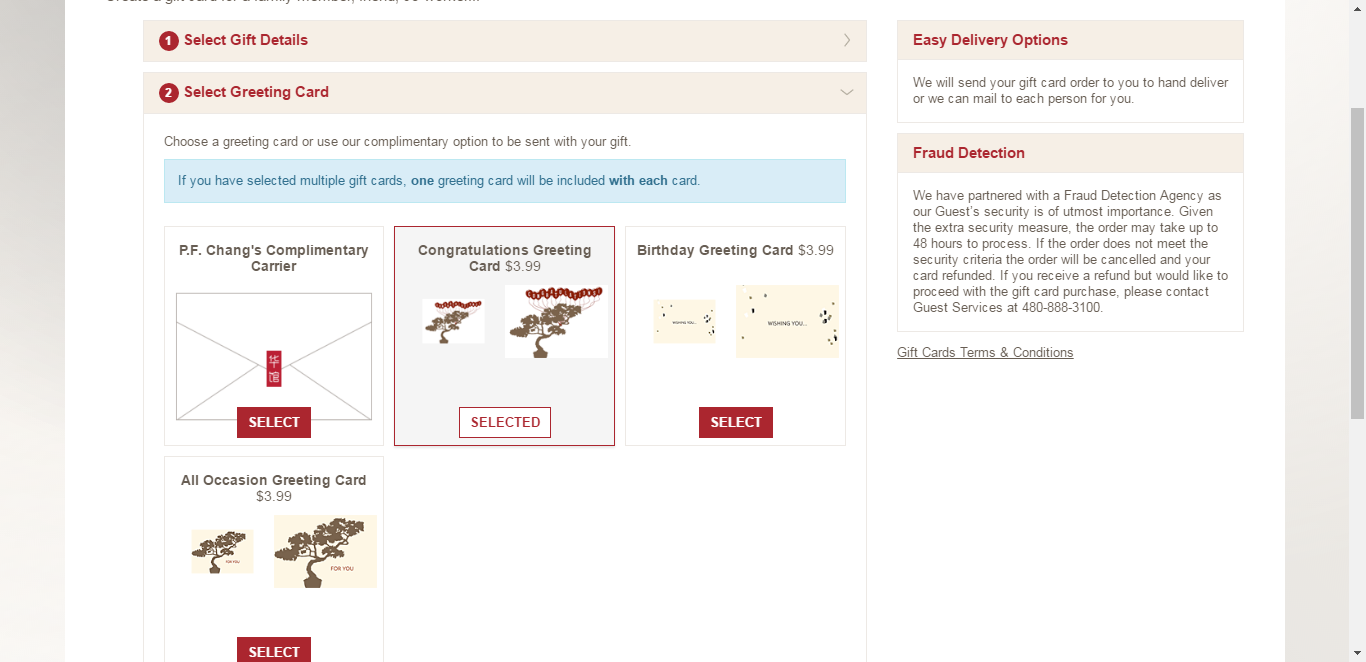 1 Select Gift Details
2 Select Greeting Card
Choose a greeting card or use our complimentary option to be sent with your gift.
If you have selected multiple gift cards, one greeting card will be included with each card.
P.F. Chang's Complimentary
Carrier
华
馆
SELECT
Congratulations Greeting
Card $3.99
SELECTED
Birthday Greeting Card $3.99
WISHING YOU...
WISHING YOU...
SELECT
All Occasion Greeting Card
$3.99
FOR YOU
FOR YOU
SELECT
Easy Delivery Options
We will send your gift card order to you to hand deliver
or we can mail to each person for you.
Fraud Detection
We have partnered with a Fraud Detection Agency as
our Guest's security is of utmost importance. Given
the extra security measure, the order may take up to
48 hours to process. If the order does not meet the
security criteria the order will be cancelled and your
card refunded. If you receive a refund but would like to
proceed with the gift card purchase, please contact
Guest Services at 480-888-3100.
Gift Cards Terms & Conditions